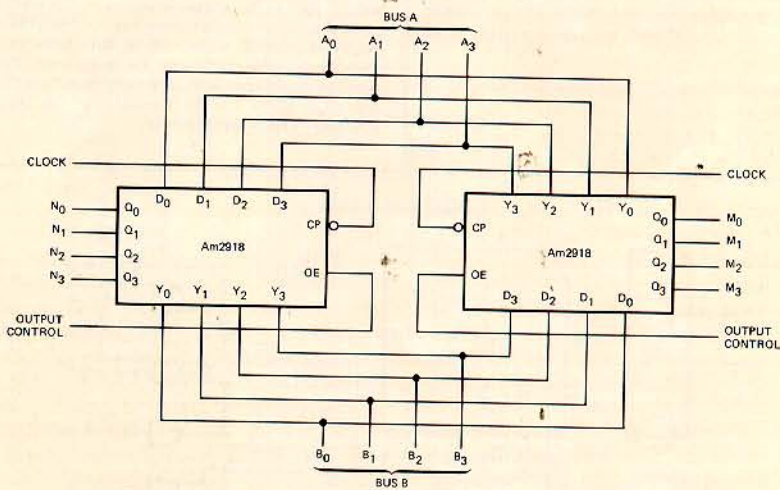 BUS A
A0 A1 A2 A3
CLOCK
CLOCK
D0 D1 D2 D3
Y3 Y2 Y1 Y0
N0 Q0
CP
CP
Q0 M0
N1 Q1
Am2918
Am2918
Q1 M1
N2 Q2
OE
OE
Q2 M2
N3 Q3
Q3 M3
Y0 Y1 Y2 Y3
D3 D2 D1 D0
OUTPUT
CONTROL
OUTPUT
CONTROL
B0 B1 B2 B3
BUS B